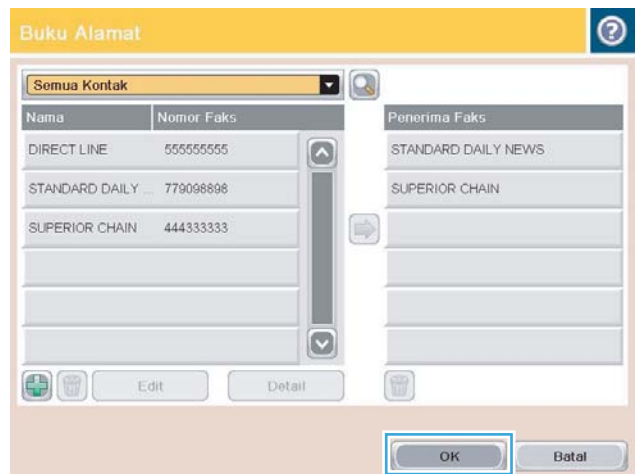 Buku Alamat
Semua Kontak
Nama Nomor Faks Penerima Faks
DIRECT LINE 555555555 STANDARD DAILY NEWS
STANDARD DAILY ... 779098898 SUPERIOR CHAIN
SUPERIOR CHAIN 444333333
Edit Detail
OK Batal